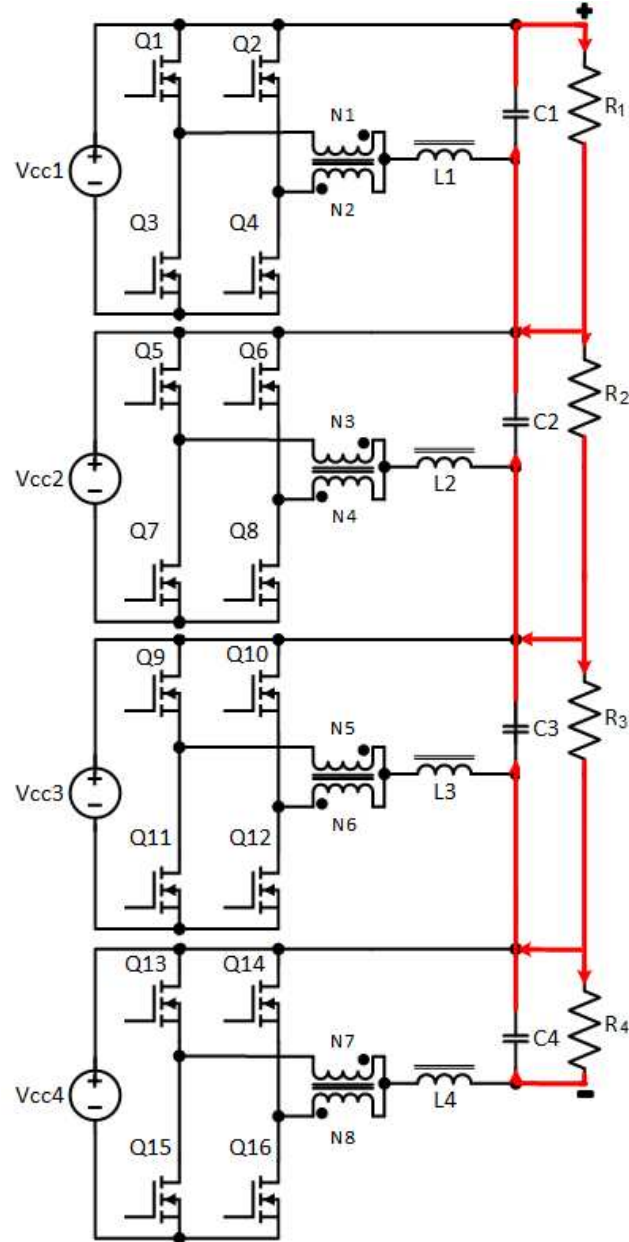 +
Q1 Q2
N1
C1
R1
+
Vcc1
−
L1
N2
Q3 Q4
Q5 Q6
R2
N3
C2
+
Vcc2
−
L2
N4
Q7 Q8
Q9 Q10
N5
C3
R3
+
Vcc3
−
L3
N6
Q11 Q12
Q13 Q14
N7
C4
R4
+
Vcc4
−
L4
−
N8
Q15 Q16